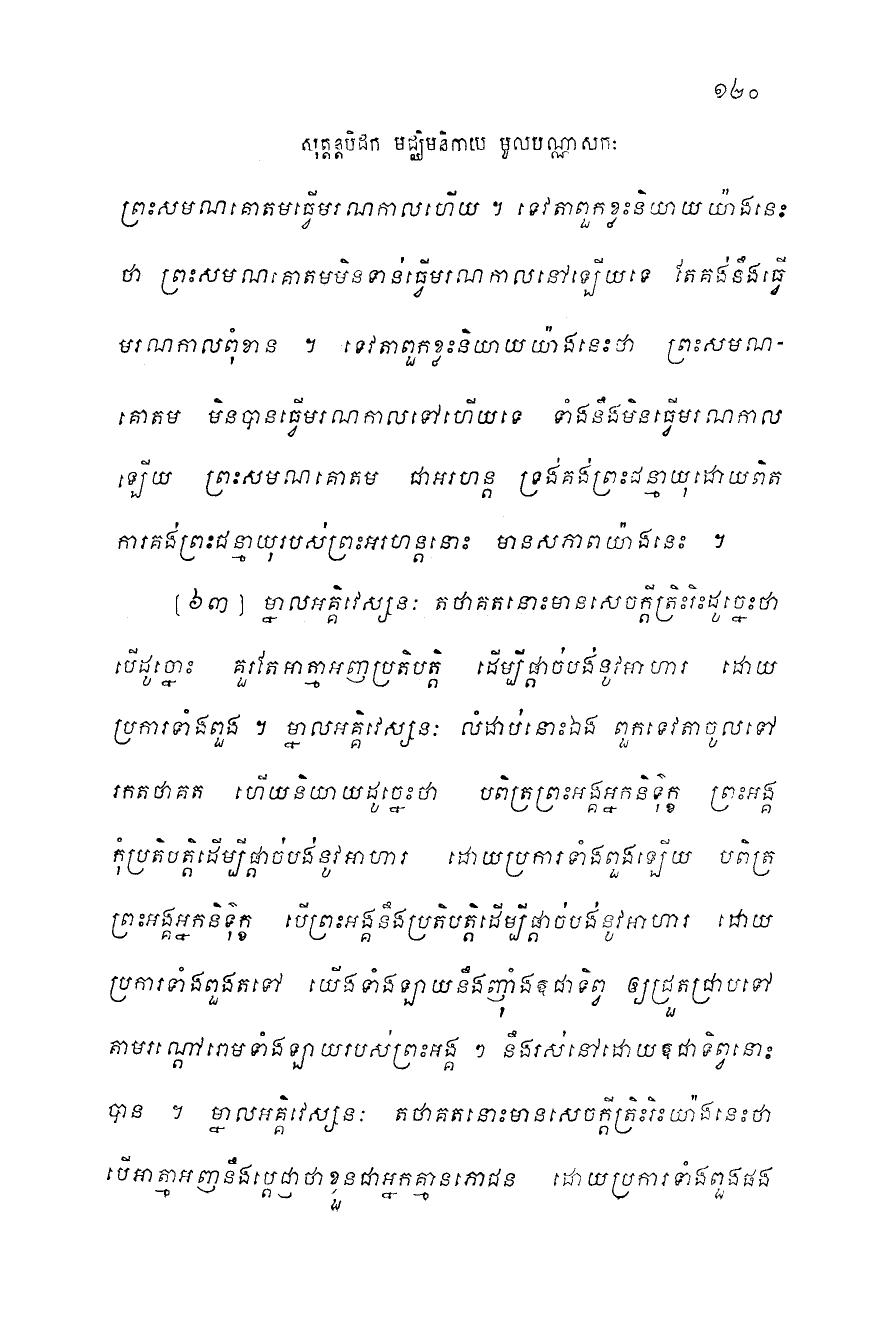 ១២០
សុត្តន្តបិដក មជ្ឈិមនិកាយ មូលបណ្ណាសកៈ
ព្រះសមណគោតមធ្វើមរណកាលហើយ ។ ទេវតាពួកខ្លះនិយាយយ៉ាងនេះ
ថា ព្រះសមណគោតមមិនទាន់ធ្វើមរណកាលនៅឡើយទេ តែគង់នឹងធ្វើ
មរណកាលពុំខាន ។ ទេវតាពួកខ្លះនិយាយយ៉ាងនេះថា ព្រះសមណ-
គោតម មិនបានធ្វើមរណកាលទៅហើយទេ ទាំងនឹងមិនធ្វើមរណកាល
ឡើយ ព្រះសមណគោតម ជាអរហន្ត ទ្រង់គង់ព្រះជន្មាយុដោយពិត
ការគង់ព្រះជន្មាយុរបស់ព្រះអរហន្តនោះ មានសភាពយ៉ាងនេះ ។
[៦៣] ម្នាលអគ្គិវេស្សនៈ តថាគតនោះមានសេចក្តីត្រិះរិះដូច្នេះថា
បើដូច្នោះ គួរតែអាត្មាអញប្រតិបត្តិ ដើម្បីផ្តាច់បង់នូវអាហារ ដោយ
ប្រការទាំងពួង ។ ម្នាលអគ្គិវេស្សនៈ លំដាប់នោះឯង ពួកទេវតាចូលទៅ
រកតថាគត ហើយនិយាយដូច្នេះថា បពិត្រព្រះអង្គអ្នកនិទ៌ុក្ខ ព្រះអង្គ
កុំប្រតិបត្តិដើម្បីផ្តាច់បង់នូវអាហារ ដោយប្រការទាំងពួងឡើយ បពិត្រ
ព្រះអង្គអ្នកនិទ៌ុក្ខ បើព្រះអង្គនឹងប្រតិបត្តិដើម្បីផ្តាច់បង់នូវអាហារ ដោយ
ប្រការទាំងពួងតទៅ យើងទាំងឡាយនឹងញ៉ាំងឱជាទិព្វ ឲ្យជ្រួតជ្រាបទៅ
តាមរណ្តៅរោមទាំងឡាយរបស់ព្រះអង្គ ៗ នឹងរស់នៅដោយឱជាទិព្វនោះ
បាន ។ ម្នាលអគ្គិវេស្សនៈ តថាគតនោះមានសេចក្តីត្រិះរិះយ៉ាងនេះថា
បើអាត្មាអញនឹងប្តេជ្ញាថាខ្លួនជាអ្នកគ្មានភោជន ដោយប្រការទាំងពួងផង